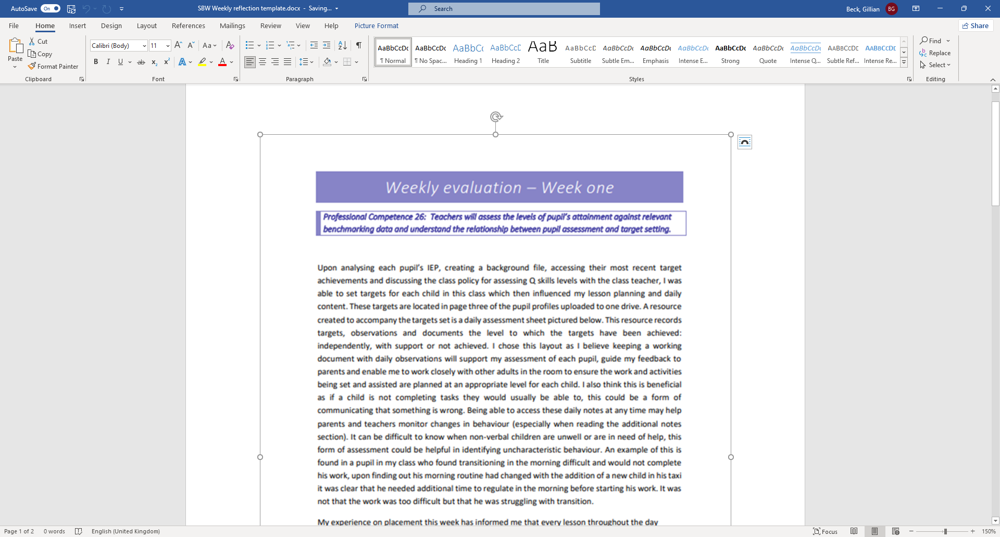 AutoSave On SBW Weekly reflection template.docx - Saving... Search Beck, Gillian BG
File Home Insert Design Layout References Mailings Review View Help Picture Format Share
Paste Cut Copy Format Painter
Clipboard
Calibri (Body) 11 A A Aa A
B I U ab x₂ x² A A
Font
Paragraph
AaBbCcDc AaBbCcDc AaBbCc AaBbCcD AaB AaBbCcD AaBbCcDc AaBbCcDc AaBbCcDc AaBbCcDc AaBbCcDc AaBbCcDc AABBCCDE AABBCCDE
¶ Normal ¶ No Spac... Heading 1 Heading 2 Title Subtitle Subtle Em... Emphasis Intense E... Strong Quote Intense Q... Subtle Ref... Intense Re...
Styles
Find
Replace
Select
Editing
Weekly evaluation – Week one
Professional Competence 26: Teachers will assess the levels of pupil's attainment against relevant
benchmarking data and understand the relationship between pupil assessment and target setting.
Upon analysing each pupil's IEP, creating a background file, accessing their most recent target
achievements and discussing the class policy for assessing Q skills levels with the class teacher, I was
able to set targets for each child in this class which then influenced my lesson planning and daily
content. These targets are located in page three of the pupil profiles uploaded to one drive. A resource
created to accompany the targets set is a daily assessment sheet pictured below. This resource records
targets, observations and documents the level to which the targets have been achieved:
independently, with support or not achieved. I chose this layout as I believe keeping a working
document with daily observations will support my assessment of each pupil, guide my feedback to
parents and enable me to work closely with other adults in the room to ensure the work and activities
being set and assisted are planned at an appropriate level for each child. I also think this is beneficial
as if a child is not completing tasks they would usually be able to, this could be a form of
communicating that something is wrong. Being able to access these daily notes at any time may help
parents and teachers monitor changes in behaviour (especially when reading the additional notes
section). It can be difficult to know when non-verbal children are unwell or are in need of help, this
form of assessment could be helpful in identifying uncharacteristic behaviour. An example of this is
found in a pupil in my class who found transitioning in the morning difficult and would not complete
his work, upon finding out his morning routine had changed with the addition of a new child in his taxi
it was clear that he needed additional time to regulate in the morning before starting his work. It was
not that the work was too difficult but that he was struggling with transition.
My experience on placement this week has informed me that every lesson throughout the day
Page 1 of 2 0 words English (United Kingdom) Focus 150%